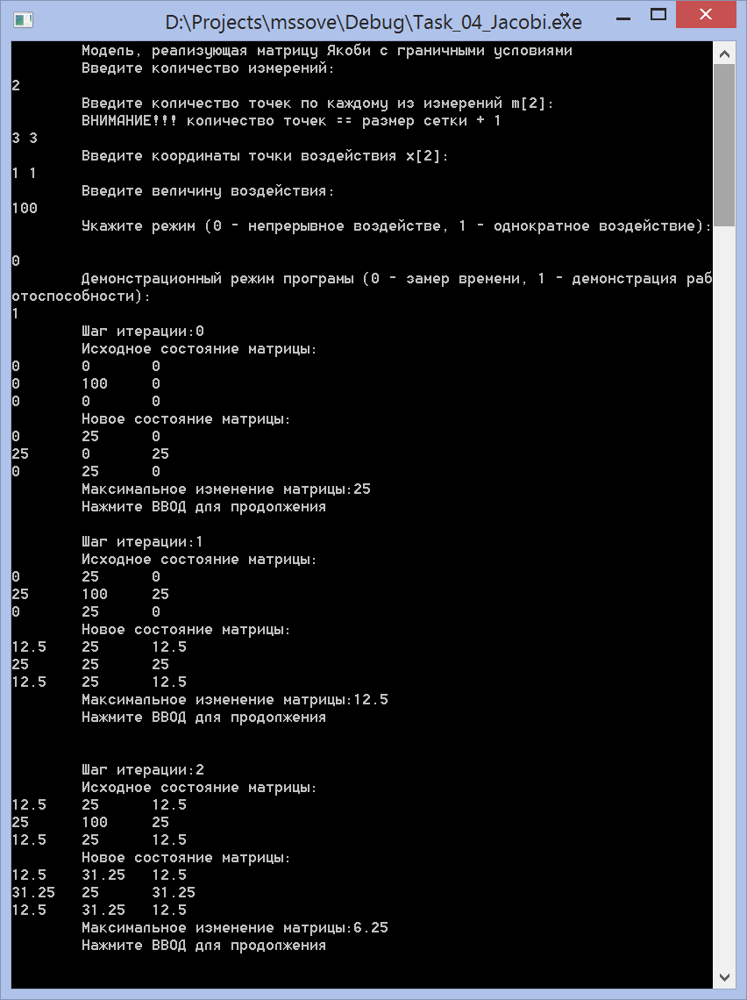 D:\Projects\mssove\Debug\Task_04_Jacobi.exe
Модель, реализующая матрицу Якоби с граничными условиями
Введите количество измерений:
2
Введите количество точек по каждому из измерений m[2]:
ВНИМАНИЕ!!! количество точек == размер сетки + 1
3 3
Введите координаты точки воздействия x[2]:
1 1
Введите величину воздействия:
100
Укажите режим (0 - непрерывное воздействе, 1 - однократное воздействие):
0
Демонстрационный режим програмы (0 - замер времени, 1 - демонстрация раб
отоспособности):
1
Шаг итерации:0
Исходное состояние матрицы:
0 0 0
0 100 0
0 0 0
Новое состояние матрицы:
0 25 0
25 0 25
0 25 0
Максимальное изменение матрицы:25
Нажмите ВВОД для продолжения
Шаг итерации:1
Исходное состояние матрицы:
0 25 0
25 100 25
0 25 0
Новое состояние матрицы:
12.5 25 12.5
25 25 25
12.5 25 12.5
Максимальное изменение матрицы:12.5
Нажмите ВВОД для продолжения
Шаг итерации:2
Исходное состояние матрицы:
12.5 25 12.5
25 100 25
12.5 25 12.5
Новое состояние матрицы:
12.5 31.25 12.5
31.25 25 31.25
12.5 31.25 12.5
Максимальное изменение матрицы:6.25
Нажмите ВВОД для продолжения